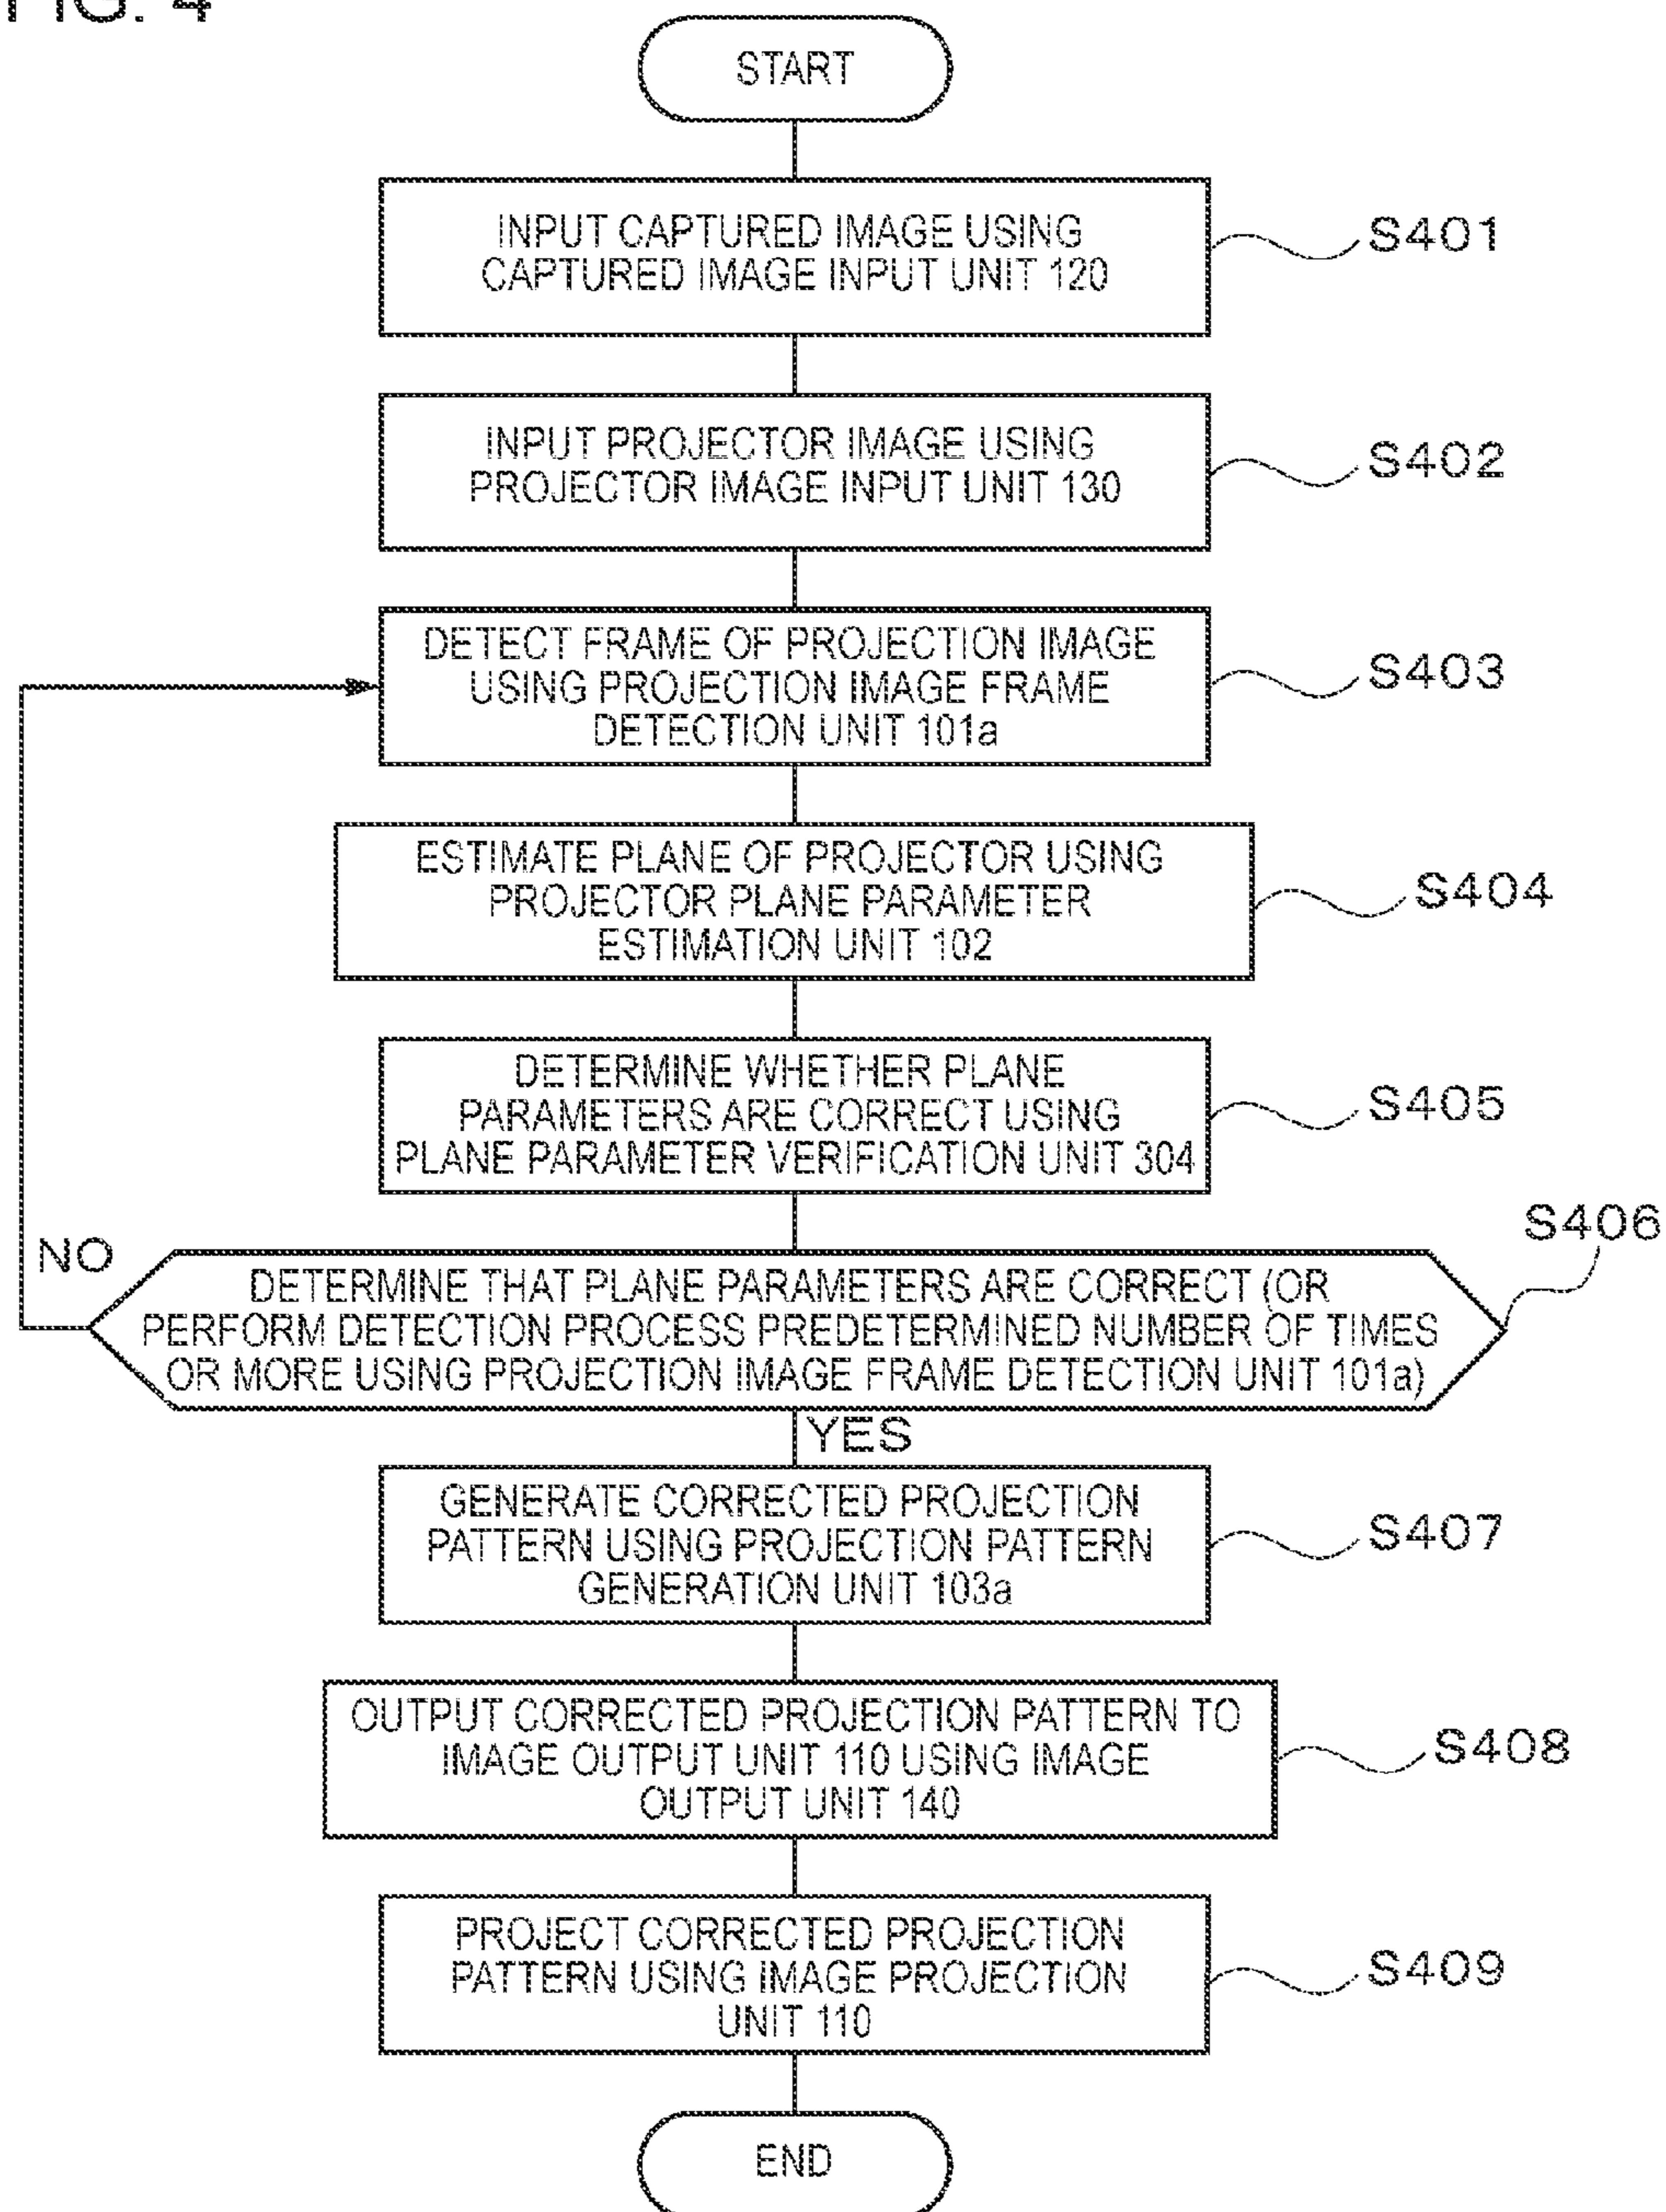 FIG. 4
START
INPUT CAPTURED IMAGE USING
CAPTURED IMAGE INPUT UNIT 120
S401
INPUT PROJECTOR IMAGE USING
PROJECTOR IMAGE INPUT UNIT 130
S402
DETECT FRAME OF PROJECTION IMAGE
USING PROJECTION IMAGE FRAME
DETECTION UNIT 101a
S403
ESTIMATE PLANE OF PROJECTOR USING
PROJECTOR PLANE PARAMETER
ESTIMATION UNIT 102
S404
DETERMINE WHETHER PLANE
PARAMETERS ARE CORRECT USING
PLANE PARAMETER VERIFICATION UNIT 304
S405
S406
NO
DETERMINE THAT PLANE PARAMETERS ARE CORRECT (OR
PERFORM DETECTION PROCESS PREDETERMINED NUMBER OF TIMES
OR MORE USING PROJECTION IMAGE FRAME DETECTION UNIT 101a)
YES
GENERATE CORRECTED PROJECTION
PATTERN USING PROJECTION PATTERN
GENERATION UNIT 103a
S407
OUTPUT CORRECTED PROJECTION PATTERN TO
IMAGE OUTPUT UNIT 110 USING IMAGE
OUTPUT UNIT 140
S408
PROJECT CORRECTED PROJECTION
PATTERN USING IMAGE PROJECTION
UNIT 110
S409
END